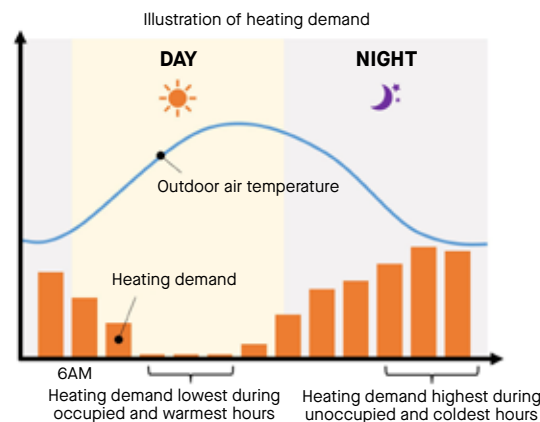 Illustration of heating demand
DAY
NIGHT
Outdoor air temperature
Heating demand
6AM
Heating demand lowest during
occupied and warmest hours
Heating demand highest during
unoccupied and coldest hours